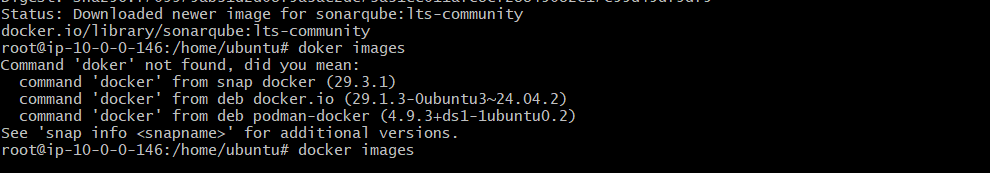 Status: Downloaded newer image for sonarqube:lts-community
docker.io/library/sonarqube:lts-community
root@ip-10-0-0-146:/home/ubuntu# doker images
Command 'doker' not found, did you mean:
  command 'docker' from snap docker (29.3.1)
  command 'docker' from deb docker.io (29.1.3-0ubuntu3~24.04.2)
  command 'docker' from deb podman-docker (4.9.3+ds1-1ubuntu0.2)
See 'snap info <snapname>' for additional versions.
root@ip-10-0-0-146:/home/ubuntu# docker images